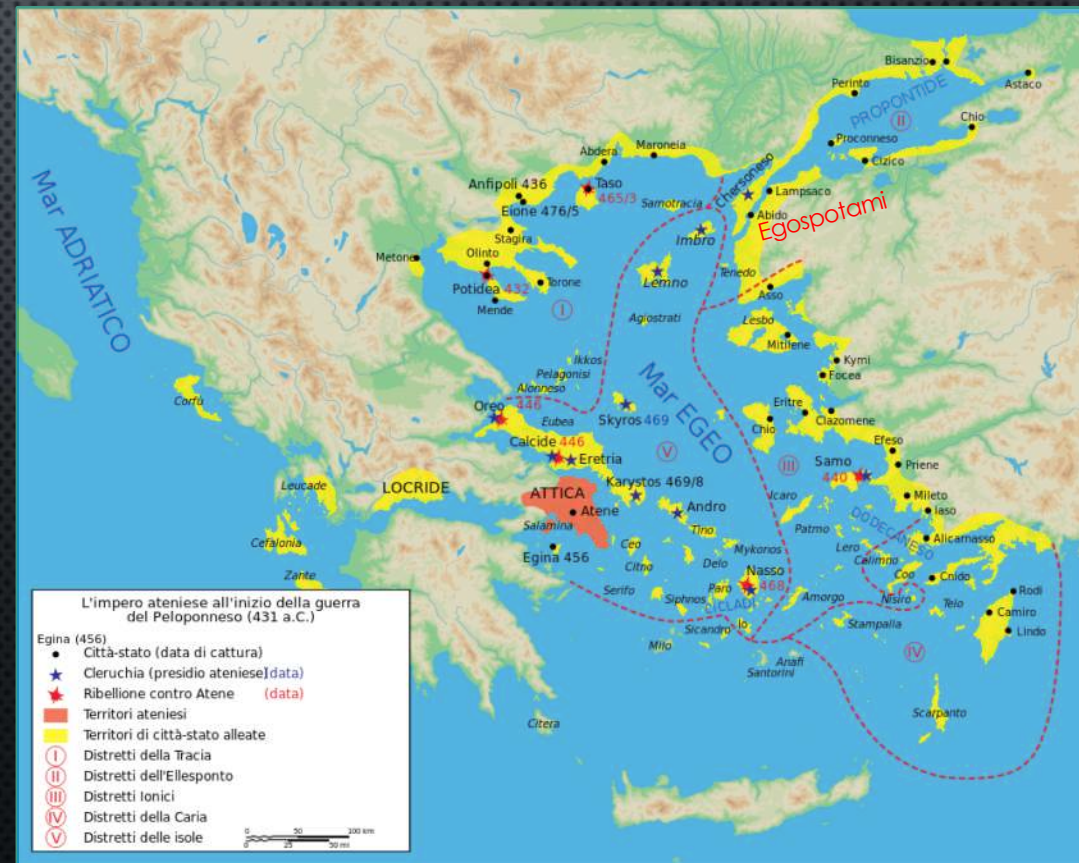 Bisanzio
Astaco
Perinto
PROPONTIDE
II
Chio
Proconneso
Cizico
Abdera
Maroneia
Mar ADRIATICO
Anfipoli 436
Taso
465/3
Chersoneso
Lampsaco
Eione 476/5
Samotracia
Abido
Egospotami
Stagira
Imbro
Metone
Olinto
Torone
Lemno
Tenedo
Potidea 432
Asso
Mende
I
Agiostrati
Lesbo
Mitilene
Ikkos
Kymi
Pelagonisi
Focea
Alonneso
Mar EGEO
Corfù
Oreo 446
Eritre
Eubea
Skyros 469
Chio
Clazomene
Calcide 446
Efeso
Eretria
V
III
Samo
Priene
440
Leucade
LOCRIDE
ATTICA
Karystos 469/8
Mileto
Atene
Andro
Icaro
Iaso
Salamina
Tino
Patmo
DODECANESO
Cefalonia
Ceo
Mykonos
Lero
Alicarnasso
Egina 456
Delo
Calimno
Citno
Nasso
468
Coo
Cnido
Zante
Serifo
Paro
Amorgo
Nisiro
Rodi
Siphnos
CICLADI
Telo
Camiro
Io
Stampalia
Sicandro
Lindo
Milo
Anafi
IV
Santorini
Scarpanto
Citera
L'impero ateniese all'inizio della guerra
del Peloponneso (431 a.C.)
Egina (456)
Città-stato (data di cattura)
Cleruchia (presidio ateniese)(data)
Ribellione contro Atene (data)
Territori ateniesi
Territori di città-stato alleate
I Distretti della Tracia
II Distretti dell'Ellesponto
III Distretti Ionici
IV Distretti della Caria
V Distretti delle isole
0 50 100 km
0 25 50 mi